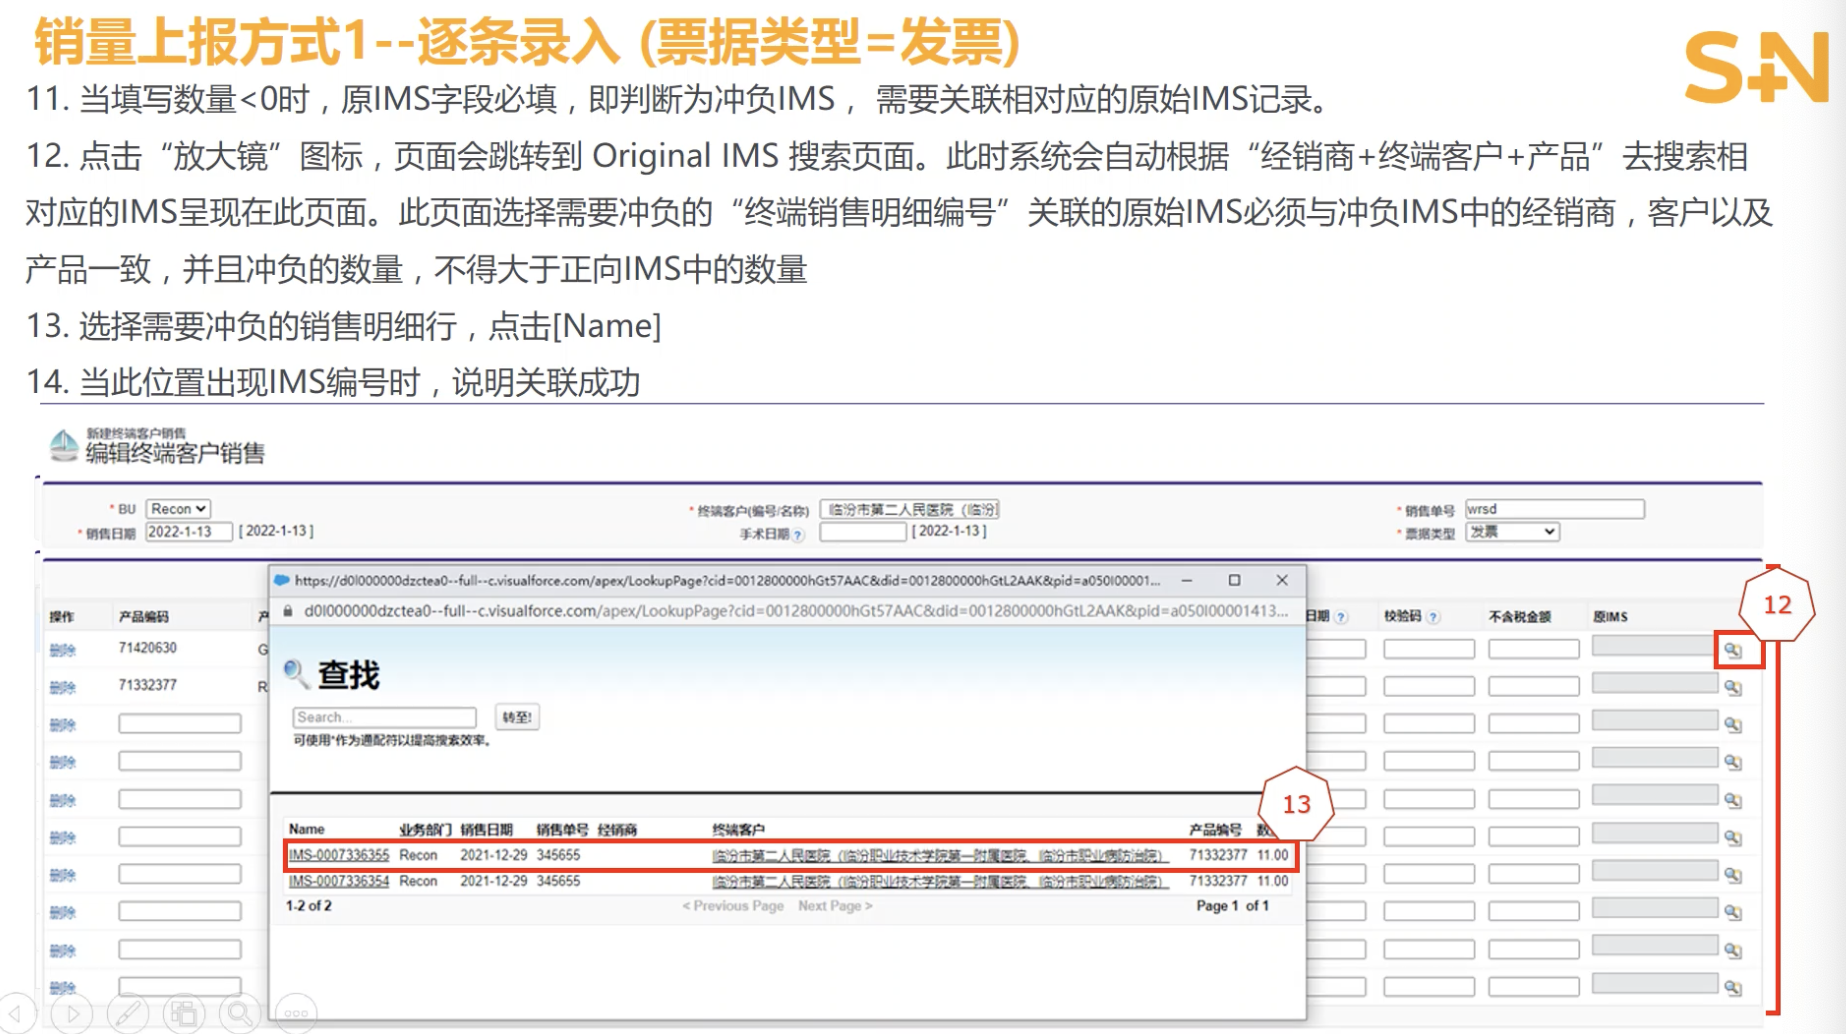 销量上报方式1--逐条录入 (票据类型=发票)
S+N
11. 当填写数量<0时，原IMS字段必填，即判断为冲负IMS， 需要关联相对应的原始IMS记录。
12. 点击“放大镜”图标，页面会跳转到 Original IMS 搜索页面。此时系统会自动根据“经销商+终端客户+产品”去搜索相
对应的IMS呈现在此页面。此页面选择需要冲负的“终端销售明细编号”关联的原始IMS必须与冲负IMS中的经销商，客户以及
产品一致，并且冲负的数量，不得大于正向IMS中的数量
13. 选择需要冲负的销售明细行，点击[Name]
14. 当此位置出现IMS编号时，说明关联成功
新建终端客户销售
编辑终端客户销售
* BU Recon * 终端客户(编号/名称) 临汾市第二人民医院（临汾 * 销售单号 wrsd
* 销售日期 2022-1-13 [ 2022-1-13 ] 手术日期 ? [ 2022-1-13 ] * 票据类型 发票
https://d0l000000dzctea0--full--c.visualforce.com/apex/LookupPage?cid=0012800000hGt57AAC&did=0012800000hGtL2AAK&pid=a050l00001...
d0l000000dzctea0--full--c.visualforce.com/apex/LookupPage?cid=0012800000hGt57AAC&did=0012800000hGtL2AAK&pid=a050l00001413...
12
操作 产品编码 日期 ? 校验码 ? 不含税金额 原IMS
删除 71420630 G
删除 71332377 R
删除
删除
删除
删除
删除
删除
删除
删除
查找
Search... 转至!
可使用*作为通配符以提高搜索效率。
13
Name 业务部门 销售日期 销售单号 经销商 终端客户 产品编号 数
IMS-0007336355 Recon 2021-12-29 345655 临汾市第二人民医院（临汾职业技术学院第一附属医院、临汾市职业病防治院） 71332377 11.00
IMS-0007336354 Recon 2021-12-29 345655 临汾市第二人民医院（临汾职业技术学院第一附属医院、临汾市职业病防治院） 71332377 11.00
1-2 of 2 < Previous Page Next Page > Page 1 of 1